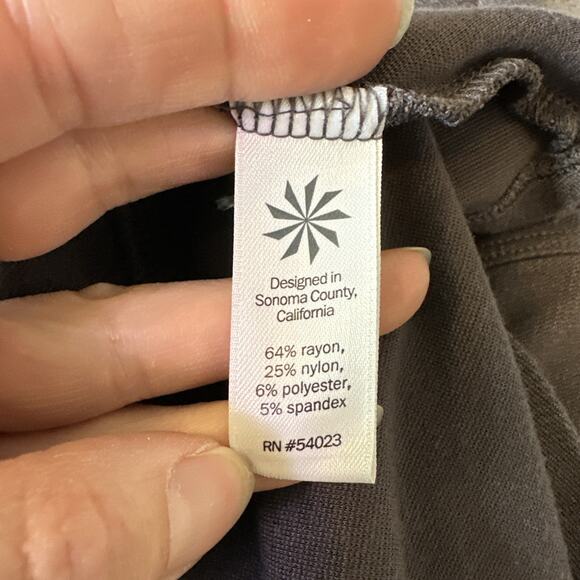 Designed in
Sonoma County,
California
64% rayon,
25% nylon,
6% polyester,
5% spandex
RN #54023